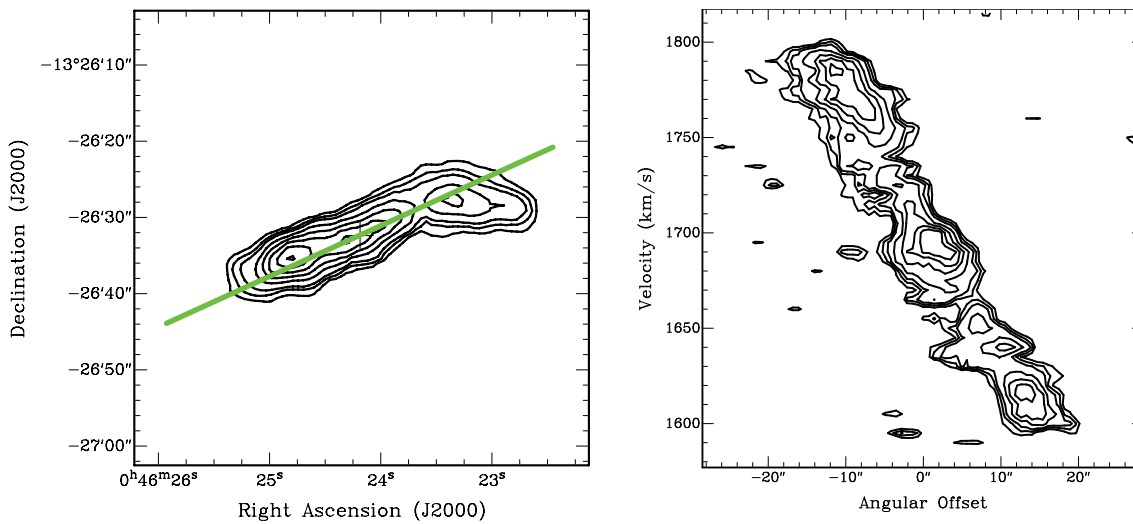 −13°26′10″
−26′20″
−26′30″
−26′40″
−26′50″
−27′00″
Declination (J2000)
0ʰ46ᵐ26ˢ 25ˢ 24ˢ 23ˢ
Right Ascension (J2000)
1800
1750
1700
1650
1600
Velocity (km/s)
−20″ −10″ 0″ 10″ 20″
Angular Offset